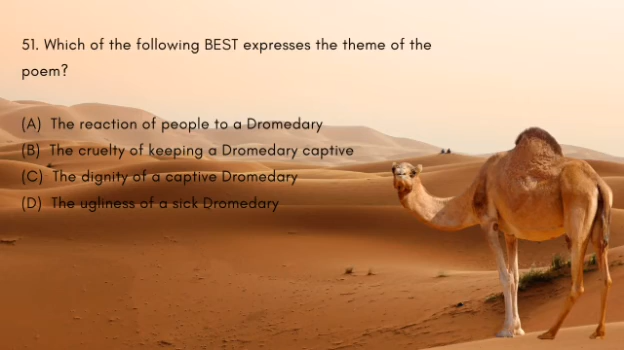 51. Which of the following BEST expresses the theme of the
poem?
(A) The reaction of people to a Dromedary
(B) The cruelty of keeping a Dromedary captive
(C) The dignity of a captive Dromedary
(D) The ugliness of a sick Dromedary